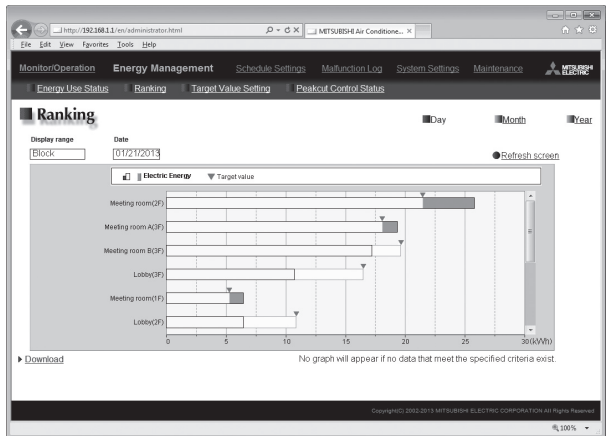 http://192.168.1.1/en/administrator.html
MITSUBISHI Air Conditione...
File Edit View Favorites Tools Help
Monitor/Operation Energy Management Schedule Settings Malfunction Log System Settings Maintenance MITSUBISHI ELECTRIC
Energy Use Status Ranking Target Value Setting Peakcut Control Status
Ranking
Day Month Year
Display range Date
Block 01/21/2013
Refresh screen
Electric Energy Target value
Meeting room(2F)
Meeting room A(3F)
Meeting room B(3F)
Lobby(3F)
Meeting room(1F)
Lobby(2F)
0 5 10 15 20 25 30 (kWh)
Download No graph will appear if no data that meet the specified criteria exist.
Copyright(C) 2002-2013 MITSUBISHI ELECTRIC CORPORATION All Rights Reserved
100%